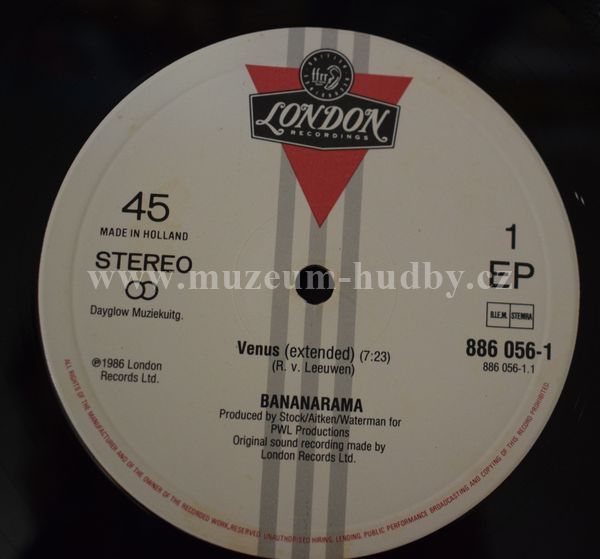 ffrr
LONDON
RECORDINGS
45
MADE IN HOLLAND
STEREO
Dayglow Muziekuitg.
1
EP
B.I.E.M. STEMRA
886 056-1
886 056-1.1
www.muzeum-hudby.cz
Venus (extended) (7:23)
(R. v. Leeuwen)
℗1986 London
Records Ltd.
BANANARAMA
Produced by Stock/Aitken/Waterman for
PWL Productions
Original sound recording made by
London Records Ltd.
ALL RIGHTS OF THE MANUFACTURER AND OF THE OWNER OF THE RECORDED WORK RESERVED. UNAUTHORISED HIRING, LENDING, PUBLIC PERFORMANCE BROADCASTING AND COPYING OF THIS RECORD PROHIBITED